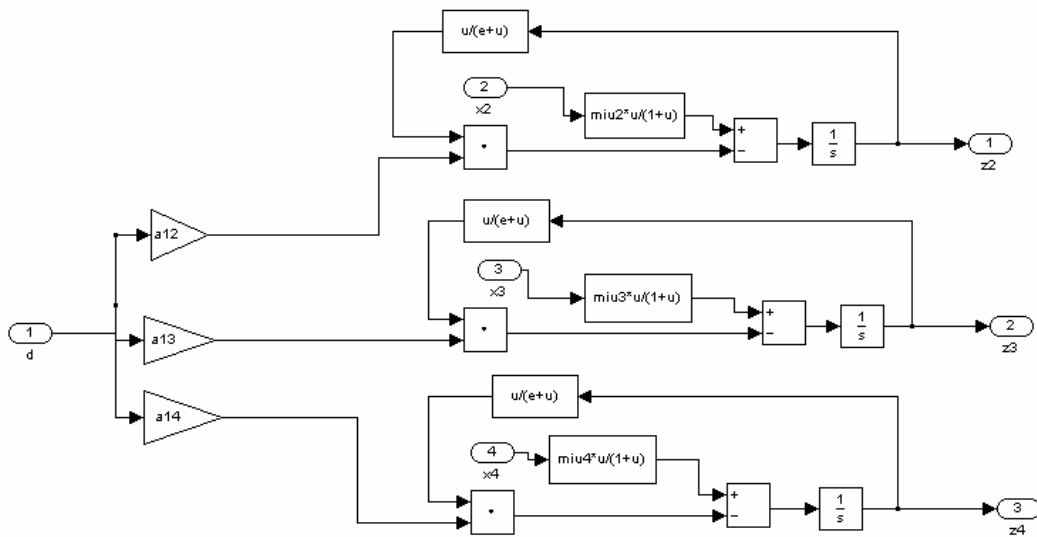 u/(e+u)
2
x2
miu2*u/(1+u)
+
−
1
s
1
z2
a12
u/(e+u)
3
x3
miu3*u/(1+u)
+
−
1
s
2
z3
1
d
a13
u/(e+u)
a14
4
x4
miu4*u/(1+u)
+
−
1
s
3
z4